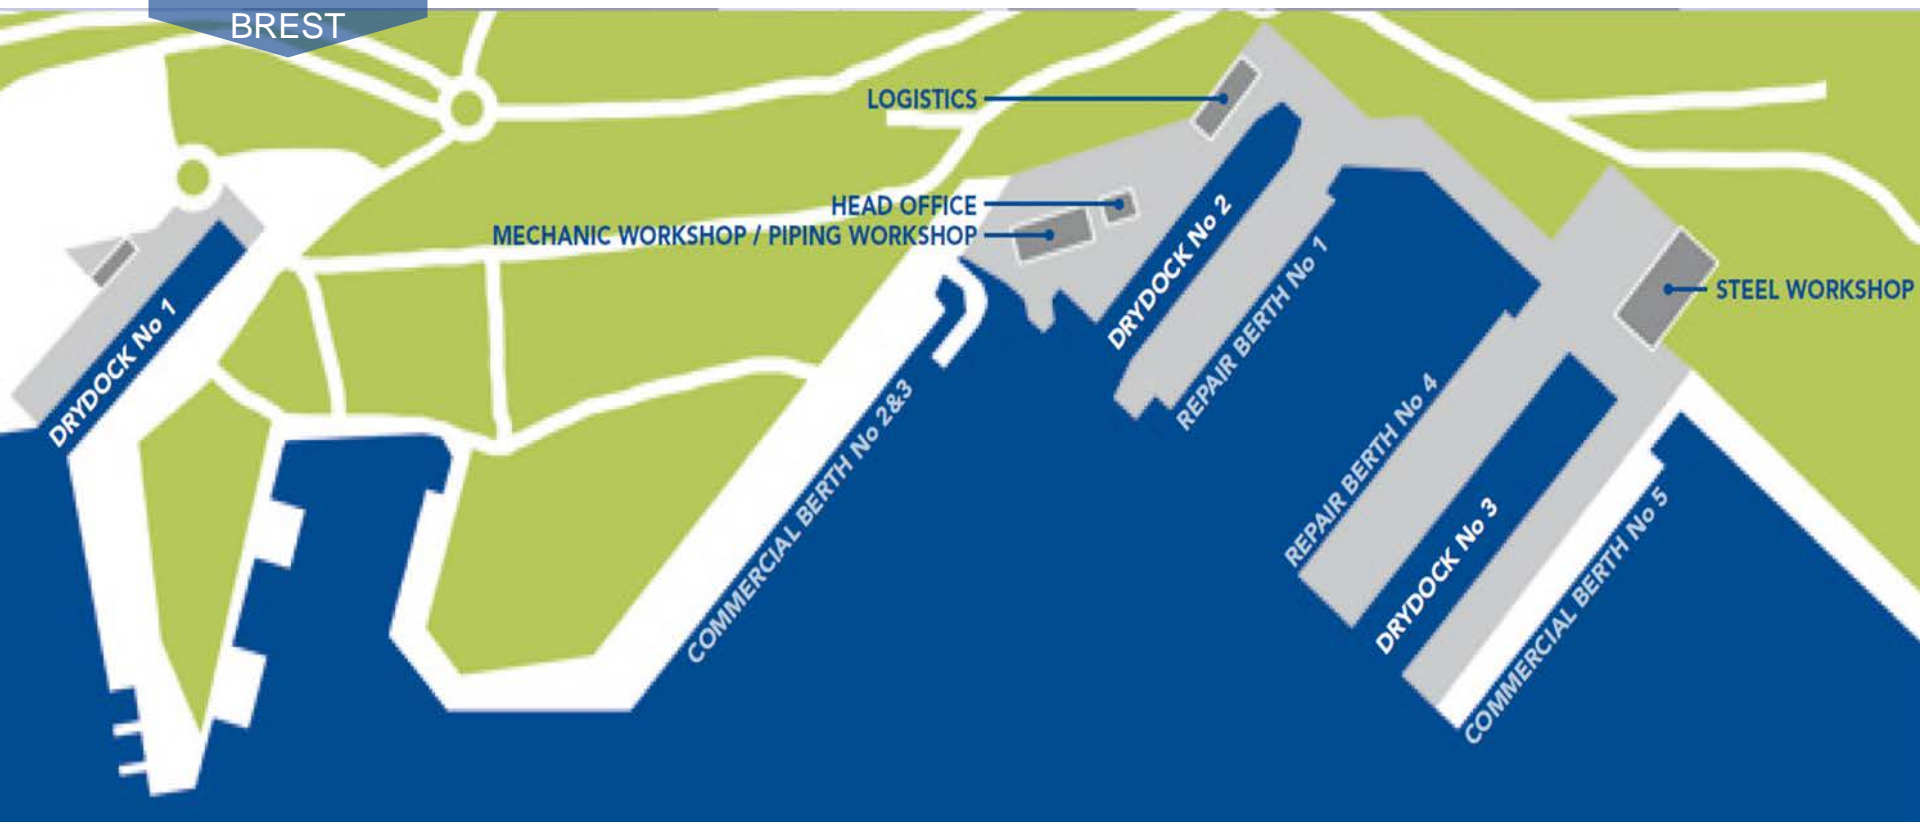 BREST
LOGISTICS
HEAD OFFICE
MECHANIC WORKSHOP / PIPING WORKSHOP
DRYDOCK No 1
DRYDOCK No 2
REPAIR BERTH No 1
STEEL WORKSHOP
COMMERCIAL BERTH No 2&3
REPAIR BERTH No 4
DRYDOCK No 3
COMMERCIAL BERTH No 5